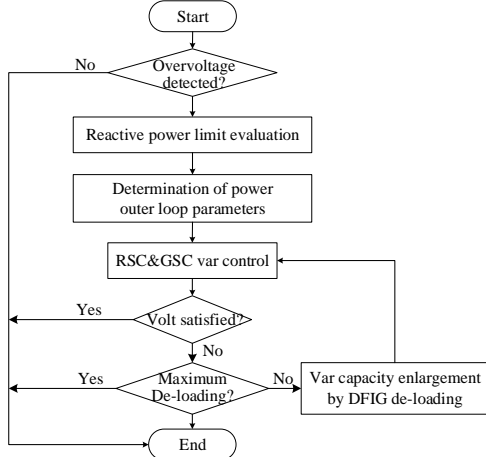 Start
No
Overvoltage
detected?
Reactive power limit evaluation
Determination of power
outer loop parameters
RSC&GSC var control
Yes
Volt satisfied?
No
Yes
Maximum
De-loading?
No
Var capacity enlargement
by DFIG de-loading
End